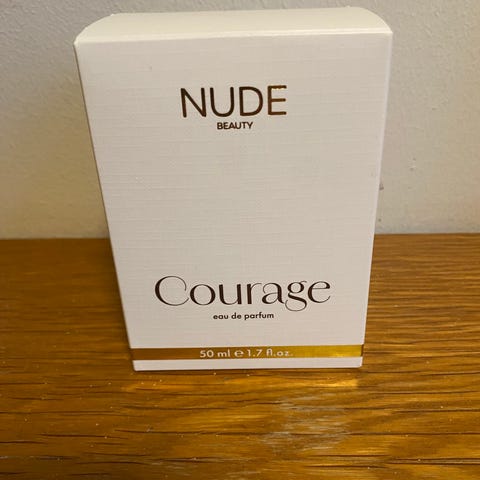 NUDE
BEAUTY
Courage
eau de parfum
50 ml ℮ 1.7 fl.oz.